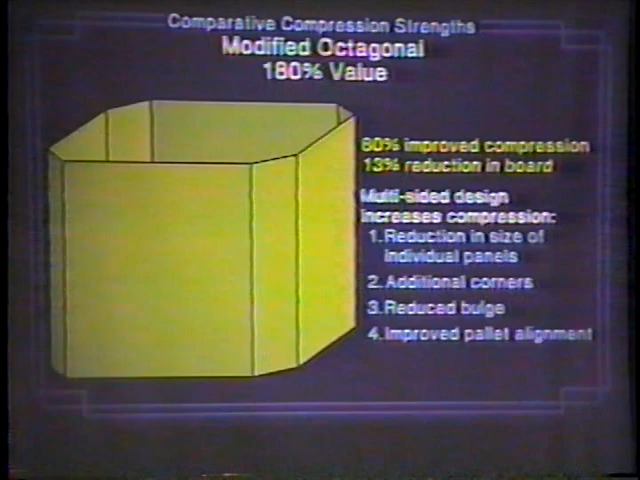 Comparative Compression Strengths
Modified Octagonal
180% Value
80% improved compression
13% reduction in board
Multi-sided design
increases compression:
1. Reduction in size of
individual panels
2. Additional corners
3. Reduced bulge
4. Improved pallet alignment